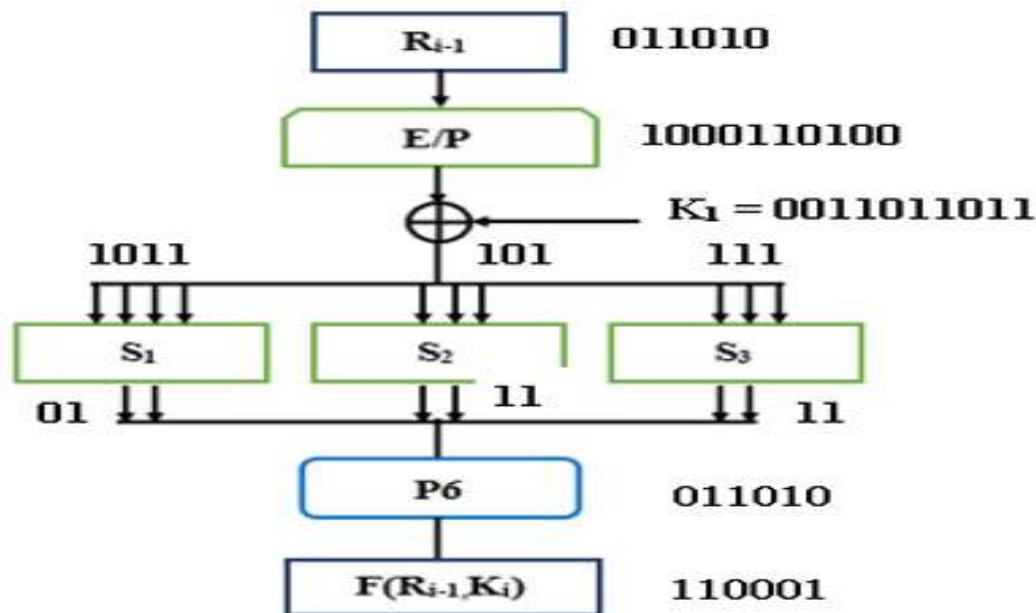 Rᵢ₋₁ 011010
E/P 1000110100
K₁ = 0011011011
1011 101 111
S₁ S₂ S₃
01 11 11
P6 011010
F(Rᵢ₋₁,Kᵢ) 110001